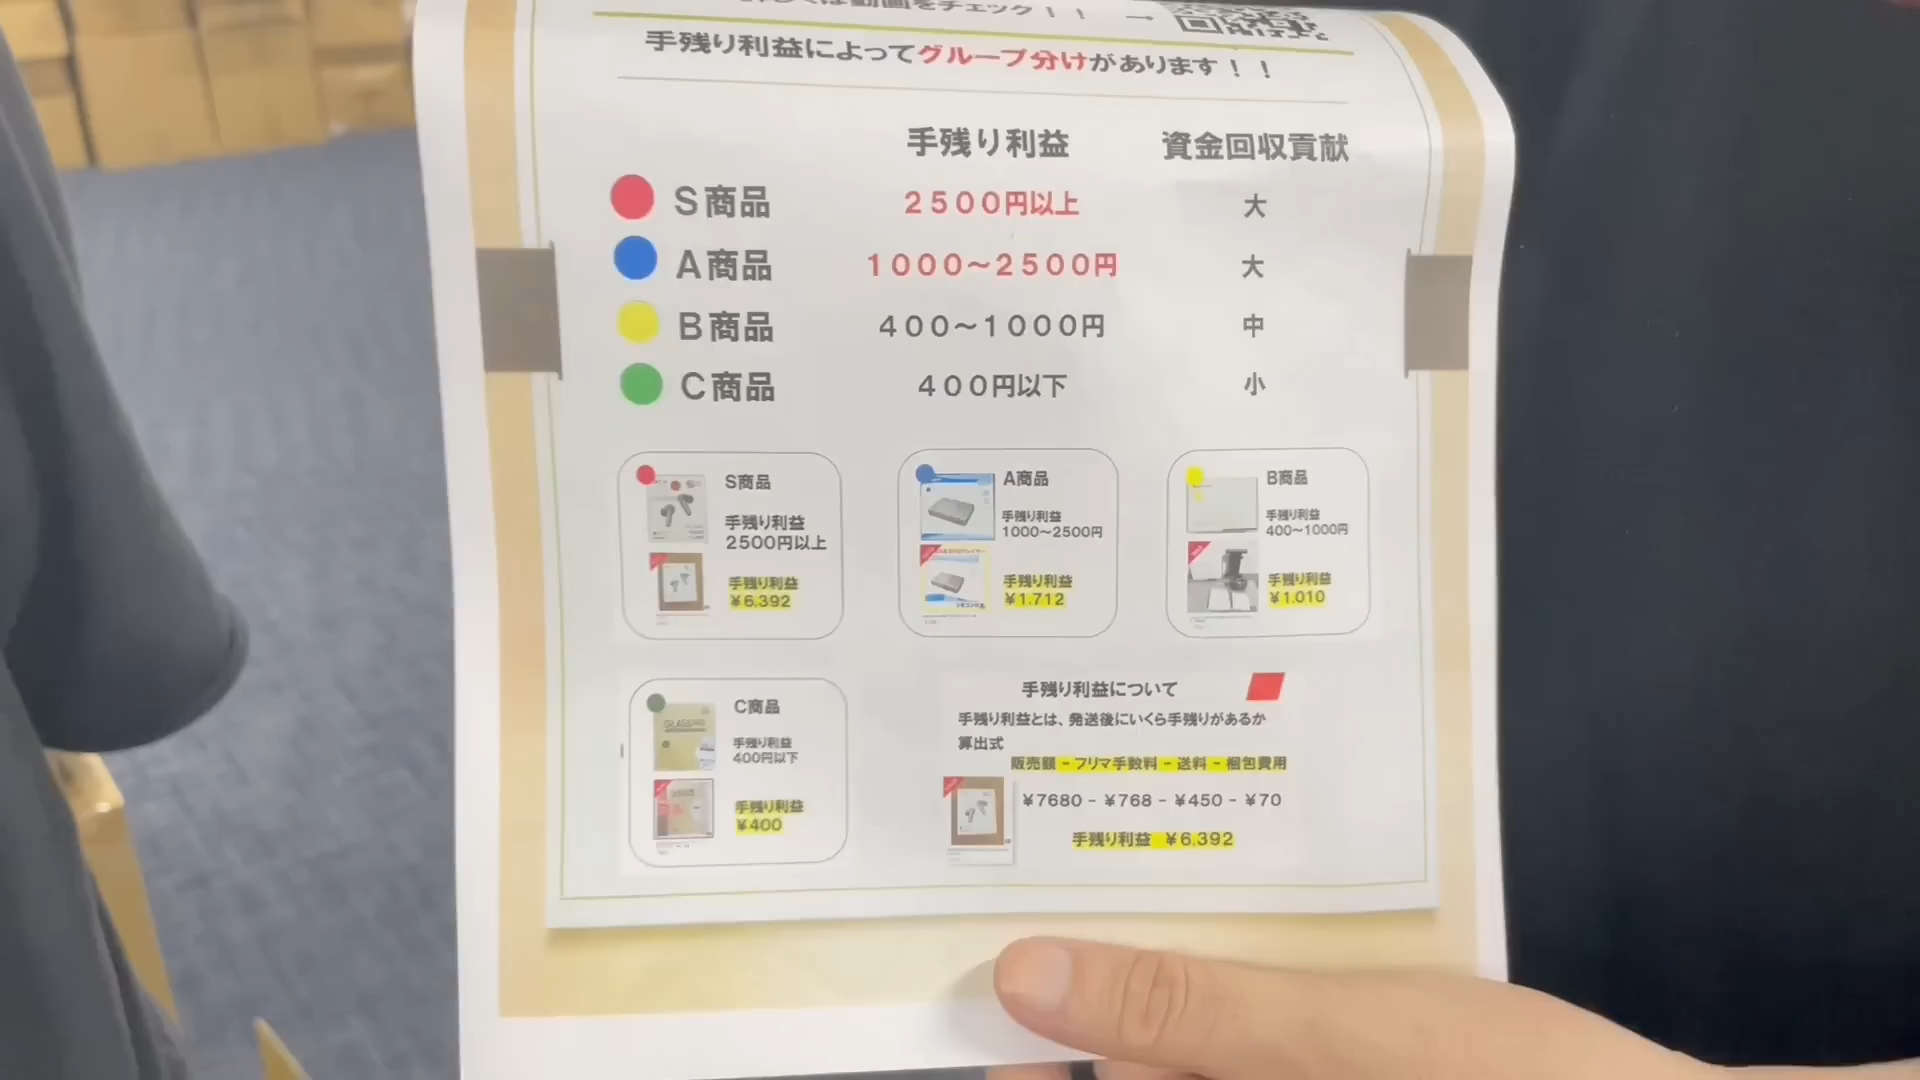 は動画をチェック！！ →
手残り利益によってグループ分けがあります！！
手残り利益 資金回収貢献
S商品 2500円以上 大
A商品 1000～2500円 大
B商品 400～1000円 中
C商品 400円以下 小
S商品
手残り利益
2500円以上
手残り利益
¥6,392
A商品
手残り利益
1000～2500円
手残り利益
¥1,712
B商品
手残り利益
400～1000円
手残り利益
¥1,010
C商品
手残り利益
400円以下
手残り利益
¥400
手残り利益について
手残り利益とは、発送後にいくら手残りがあるか
算出式
販売額 - フリマ手数料 - 送料 - 梱包費用
¥7680 - ¥768 - ¥450 - ¥70
手残り利益 ¥6,392